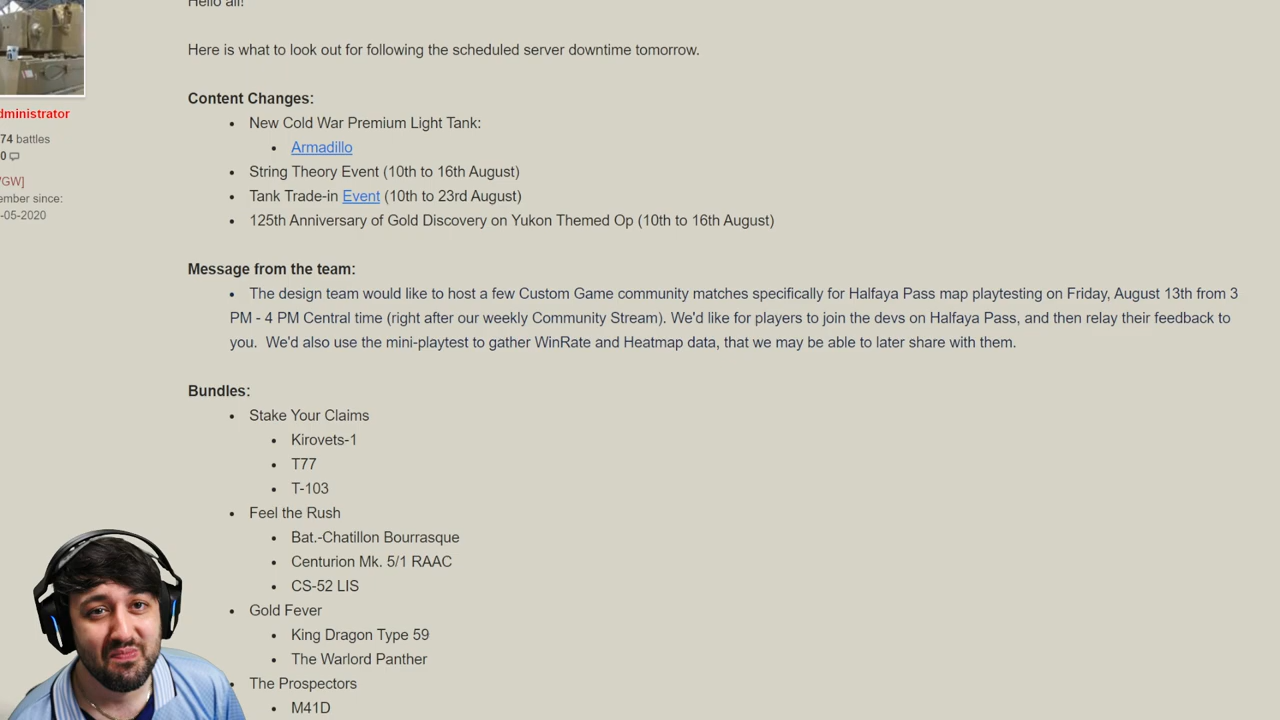 Hello all!
Here is what to look out for following the scheduled server downtime tomorrow.
Content Changes:
New Cold War Premium Light Tank:
Armadillo
String Theory Event (10th to 16th August)
Tank Trade-in Event (10th to 23rd August)
125th Anniversary of Gold Discovery on Yukon Themed Op (10th to 16th August)
Message from the team:
The design team would like to host a few Custom Game community matches specifically for Halfaya Pass map playtesting on Friday, August 13th from 3
PM - 4 PM Central time (right after our weekly Community Stream). We'd like for players to join the devs on Halfaya Pass, and then relay their feedback to
you. We'd also use the mini-playtest to gather WinRate and Heatmap data, that we may be able to later share with them.
Bundles:
Stake Your Claims
Kirovets-1
T77
T-103
Feel the Rush
Bat.-Chatillon Bourrasque
Centurion Mk. 5/1 RAAC
CS-52 LIS
Gold Fever
King Dragon Type 59
The Warlord Panther
The Prospectors
M41D
dministrator
74 battles
0
/GW]
ember since:
-05-2020